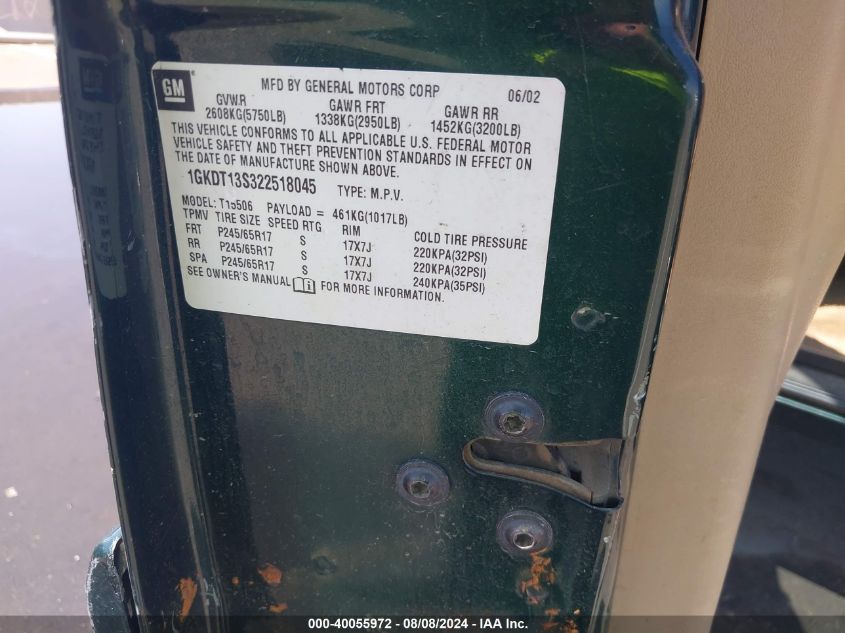 GM MFD BY GENERAL MOTORS CORP 06/02
GVWR GAWR FRT GAWR RR
2608KG(5750LB) 1338KG(2950LB) 1452KG(3200LB)
THIS VEHICLE CONFORMS TO ALL APPLICABLE U.S. FEDERAL MOTOR
VEHICLE SAFETY AND THEFT PREVENTION STANDARDS IN EFFECT ON
THE DATE OF MANUFACTURE SHOWN ABOVE.
1GKDT13S322518045 TYPE: M.P.V.
MODEL: T15506 PAYLOAD = 461KG(1017LB)
TPMV TIRE SIZE SPEED RTG RIM COLD TIRE PRESSURE
FRT P245/65R17 S 17X7J 220KPA(32PSI)
RR P245/65R17 S 17X7J 220KPA(32PSI)
SPA P245/65R17 S 17X7J 240KPA(35PSI)
SEE OWNER'S MANUAL FOR MORE INFORMATION.
000-40055972 - 08/08/2024 - IAA Inc.